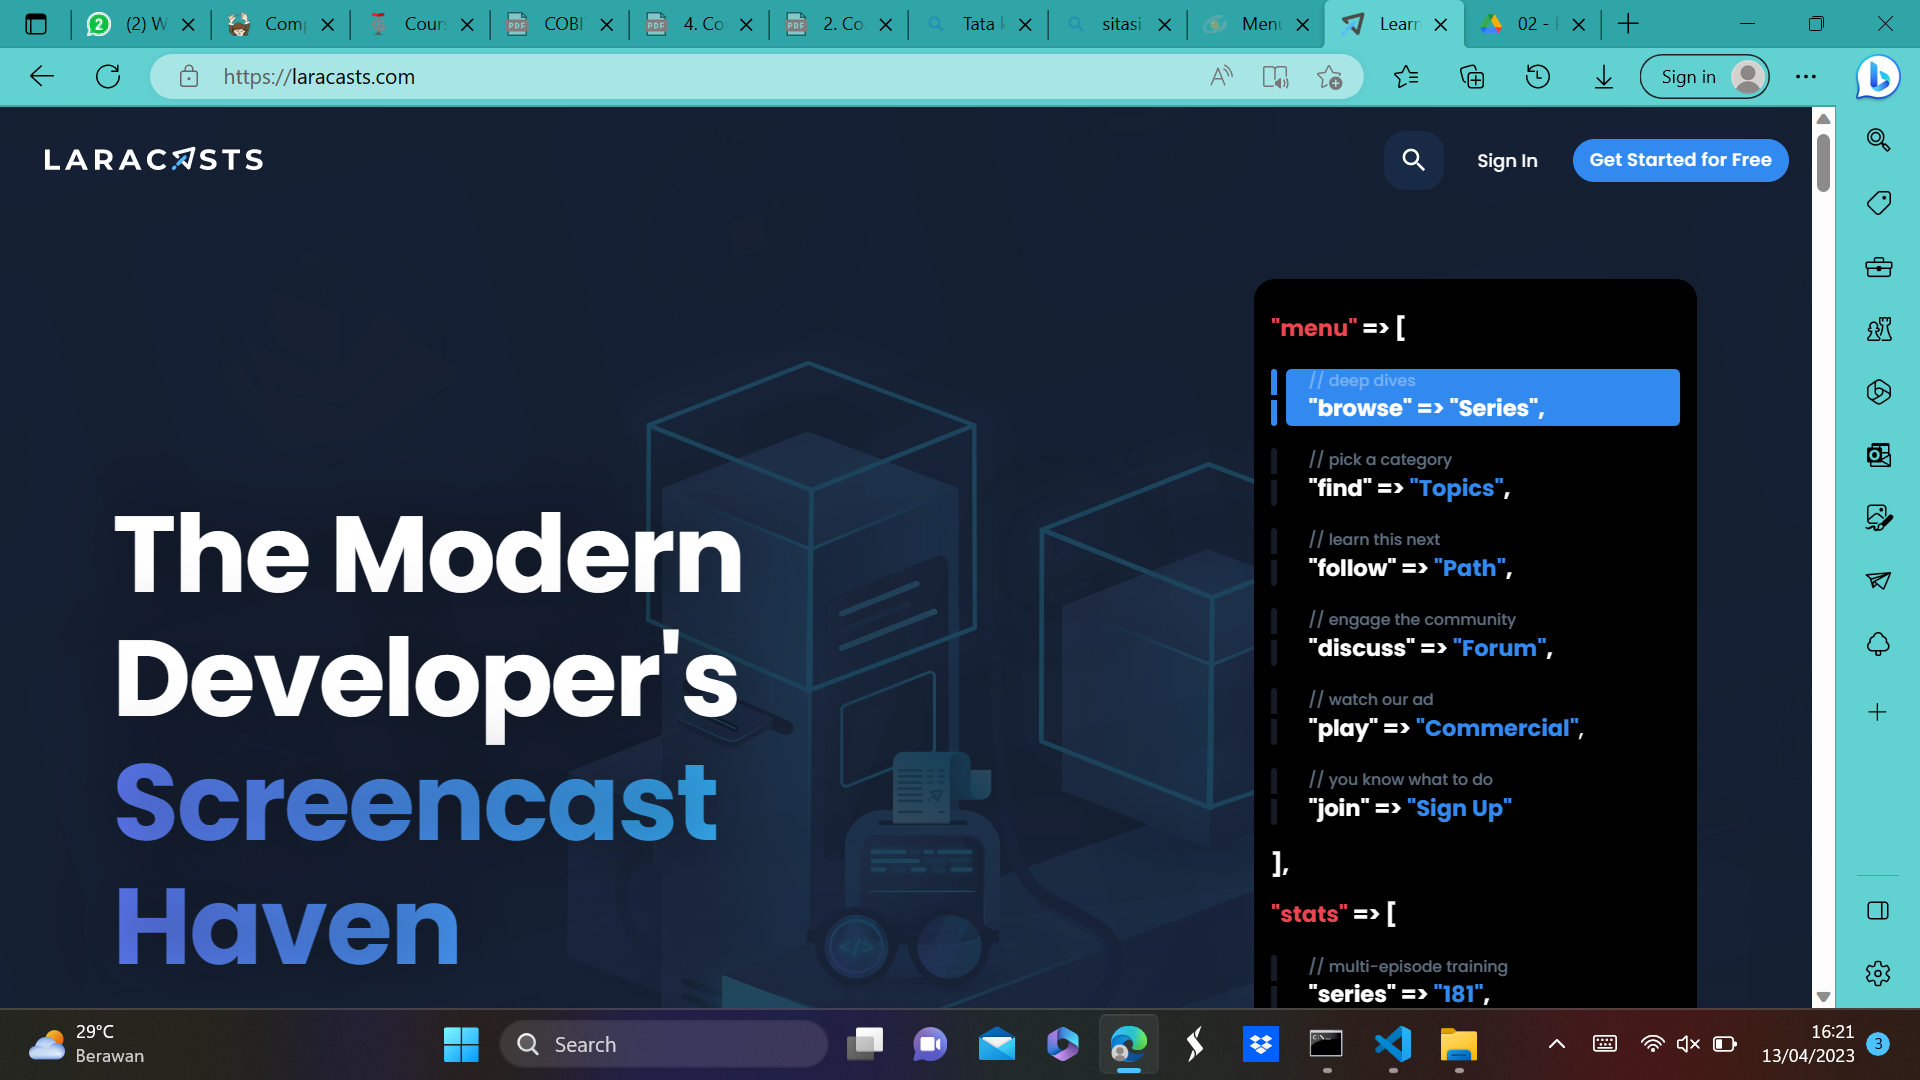 (2) W
Comp
Cours
COBI
4. Co
2. Co
Tata k
sitasi
Menu
Learn
02 - 
https://laracasts.com
Sign in
LARACASTS
Sign In
Get Started for Free
The Modern
Developer's
Screencast
Haven
"menu" => [
// deep dives
"browse" => "Series",
// pick a category
"find" => "Topics",
// learn this next
"follow" => "Path",
// engage the community
"discuss" => "Forum",
// watch our ad
"play" => "Commercial",
// you know what to do
"join" => "Sign Up"
],
"stats" => [
// multi-episode training
"series" => "181",
29°C
Berawan
Search
16:21
13/04/2023
3